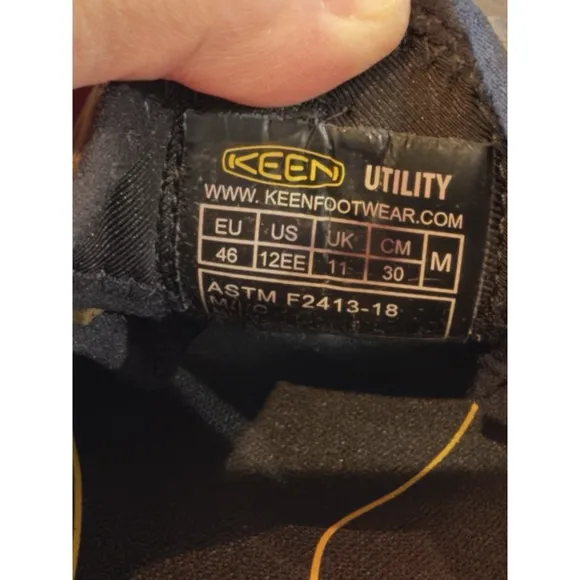 KEEN UTILITY
WWW.KEENFOOTWEAR.COM
EU US UK CM M
46 12EE 11 30
ASTM F2413-18